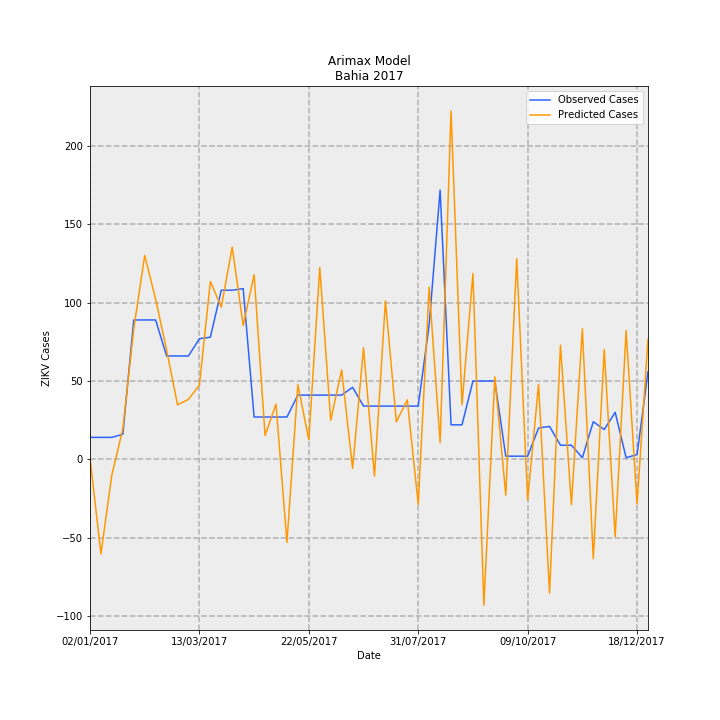 Arimax Model
Bahia 2017
Observed Cases
Predicted Cases
200
150
100
50
0
−50
−100
ZIKV Cases
02/01/2017 13/03/2017 22/05/2017 31/07/2017 09/10/2017 18/12/2017
Date